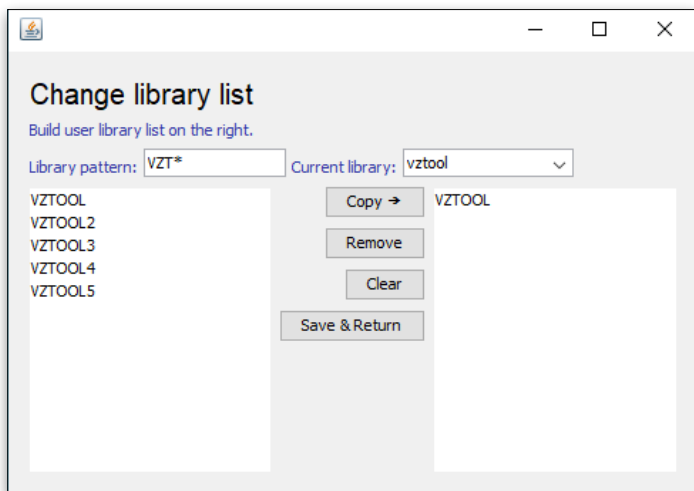 Change library list
Build user library list on the right.
Library pattern: VZT* Current library: vztool
VZTOOL
VZTOOL2
VZTOOL3
VZTOOL4
VZTOOL5
Copy ➔
Remove
Clear
Save & Return
VZTOOL